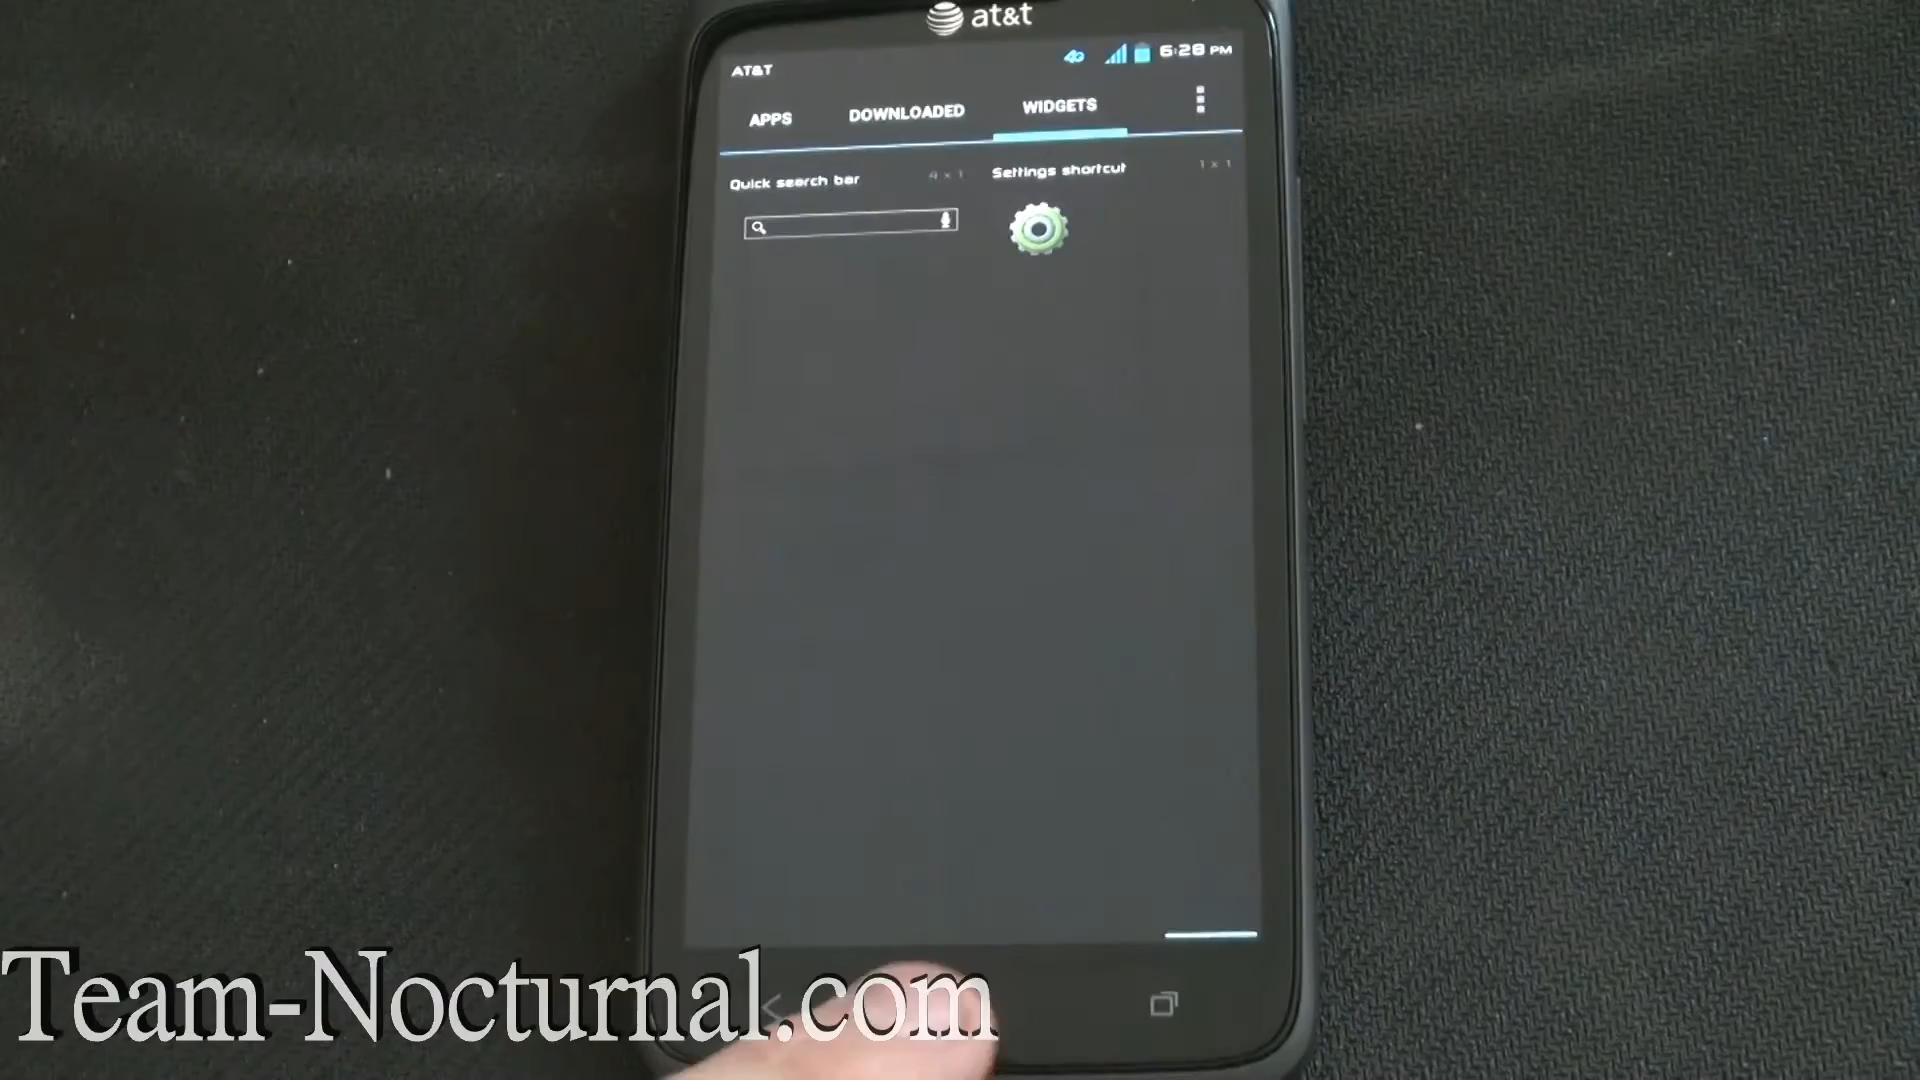 at&t
AT&T
4G
6:28 PM
APPS
DOWNLOADED
WIDGETS
Quick search bar
4 x 1
Settings shortcut
1 x 1
Team-Nocturnal.com